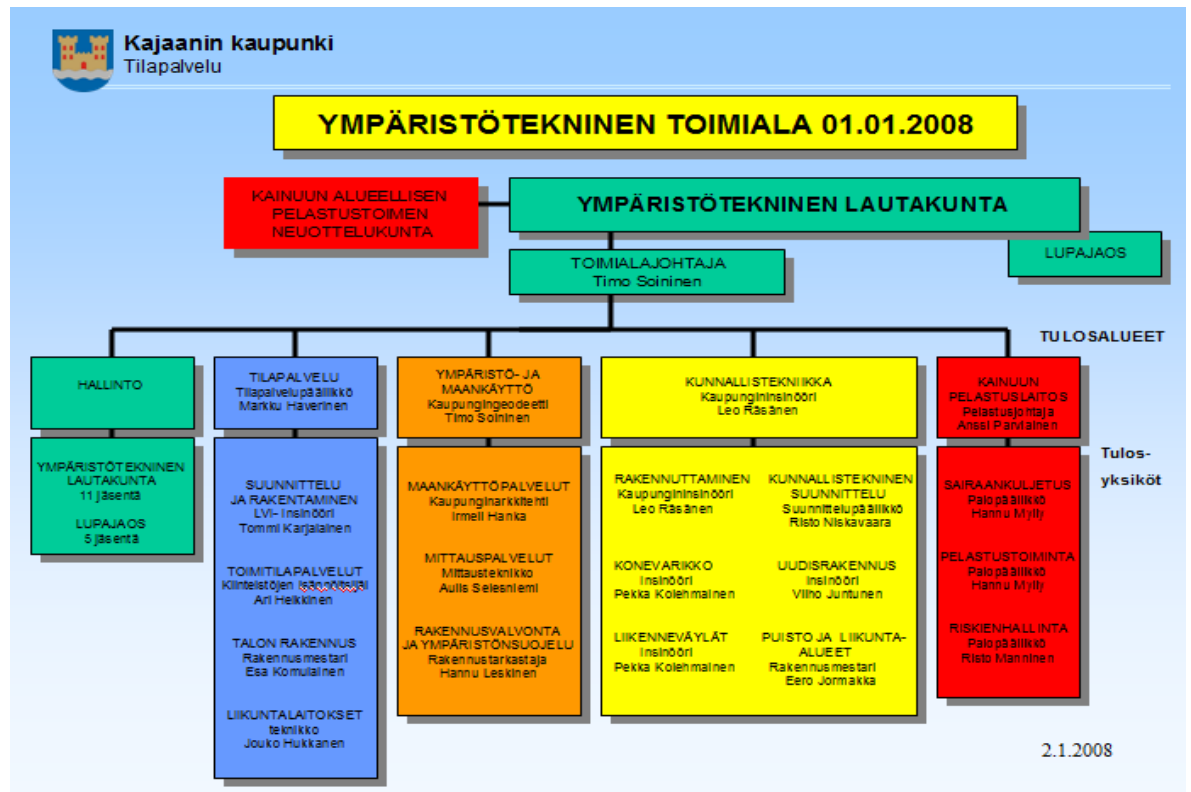 Kajaanin kaupunki
Tilapalvelu
YMPÄRISTÖTEKNINEN TOIMIALA 01.01.2008
KAINUUN ALUEELLISEN
PELASTUSTOIMEN
NEUOTTELUKUNTA
YMPÄRISTÖTEKNINEN LAUTAKUNTA
LUPAJAOS
TOIMIALAJOHTAJA
Timo Soininen
TULOSALUEET
HALLINTO
TILAPALVELU
Tilapalvelupäällikkö
Markku Haverinen
YMPÄRISTÖ- JA
MAANKÄYTTÖ
Kaupungingeodeetti
Timo Soininen
KUNNALLISTEKNIIKKA
Kaupungininsinööri
Leo Räsänen
KAINUUN
PELASTUSLAITOS
Pelastusjohtaja
Anssi Parviainen
Tulos-
yksiköt
YMPÄRISTÖTEKNINEN
LAUTAKUNTA
11 jäsentä
LUPAJAOS
5 jäsentä
SUUNNITTELU
JA RAKENTAMINEN
LVI- insinööri
Tommi Karjalainen
TOIMITILAPALVELUT
Kiinteistöjen isännöitsijä
Ari Heikkinen
TALON RAKENNUS
Rakennusmestari
Esa Komulainen
LIIKUNTALAITOKSET
teknikko
Jouko Hukkanen
MAANKÄYTTÖPALVELUT
Kaupunginarkkitehti
Irmeli Hanka
MITTAUSPALVELUT
Mittausteknikko
Aulis Selesniemi
RAKENNUSVALVONTA
JA YMPÄRISTÖNSUOJELU
Rakennustarkastaja
Hannu Leskinen
RAKENNUTTAMINEN
Kaupungininsinööri
Leo Räsänen
KONEVARIKKO
Insinööri
Pekka Kolehmainen
LIIKENNEVÄYLÄT
Insinööri
Pekka Kolehmainen
KUNNALLISTEKNINEN
SUUNNITTELU
Suunnittelupäällikkö
Risto Niskavaara
UUDISRAKENNUS
Insinööri
Vilho Juntunen
PUISTO JA LIIKUNTA-
ALUEET
Rakennusmestari
Eero Jormakka
SAIRAANKULJETUS
Palopäällikkö
Hannu Mylly
PELASTUSTOIMINTA
Palopäällikkö
Hannu Mylly
RISKIENHALLINTA
Palopäällikkö
Risto Manninen
2.1.2008